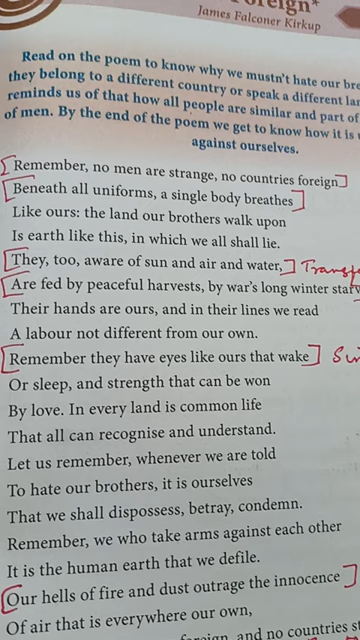 James Falconer Kirkup
Read on the poem to know why we mustn't hate our
they belong to a different country or speak a different
reminds us of that how all people are similar and part of
of men. By the end of the poem we get to know how it is
against ourselves.
Remember, no men are strange, no countries foreign
Beneath all uniforms, a single body breathes
Like ours: the land our brothers walk upon
Is earth like this, in which we all shall lie.
They, too, aware of sun and air and water,
Are fed by peaceful harvests, by war's long winter
Their hands are ours, and in their lines we read
A labour not different from our own.
Remember they have eyes like ours that wake
Or sleep, and strength that can be won
By love. In every land is common life
That all can recognise and understand.
Let us remember, whenever we are told
To hate our brothers, it is ourselves
That we shall dispossess, betray, condemn.
Remember, we who take arms against each other
It is the human earth that we defile.
Our hells of fire and dust outrage the innocence
Of air that is everywhere our own,
and no countries